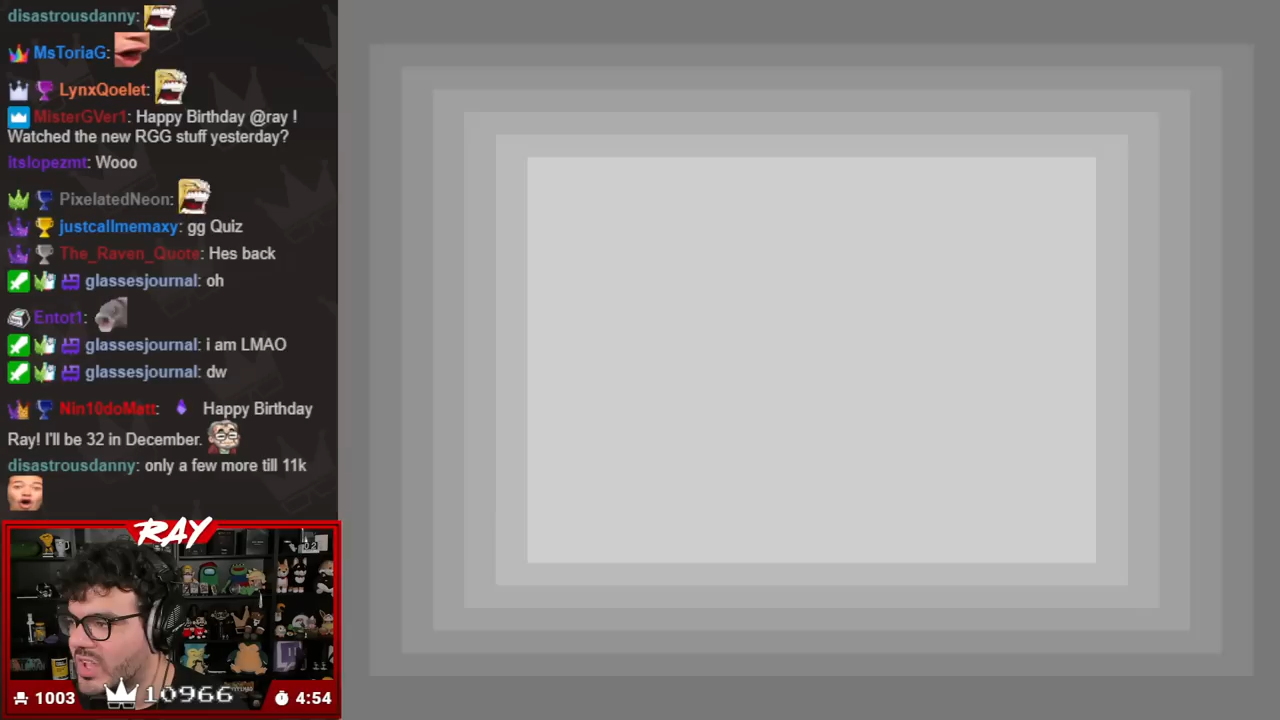 disastrousdanny:
MsToriaG:
LynxQoelet:
MisterGVer1: Happy Birthday @ray !
Watched the new RGG stuff yesterday?
itslopezmt: Wooo
PixelatedNeon:
justcallmemaxy: gg Quiz
The_Raven_Quote: Hes back
glassesjournal: oh
Entot1:
glassesjournal: i am LMAO
glassesjournal: dw
Nin10doMatt: Happy Birthday
Ray! I'll be 32 in December.
disastrousdanny: only a few more till 11k
RAY
1003 10966 4:54